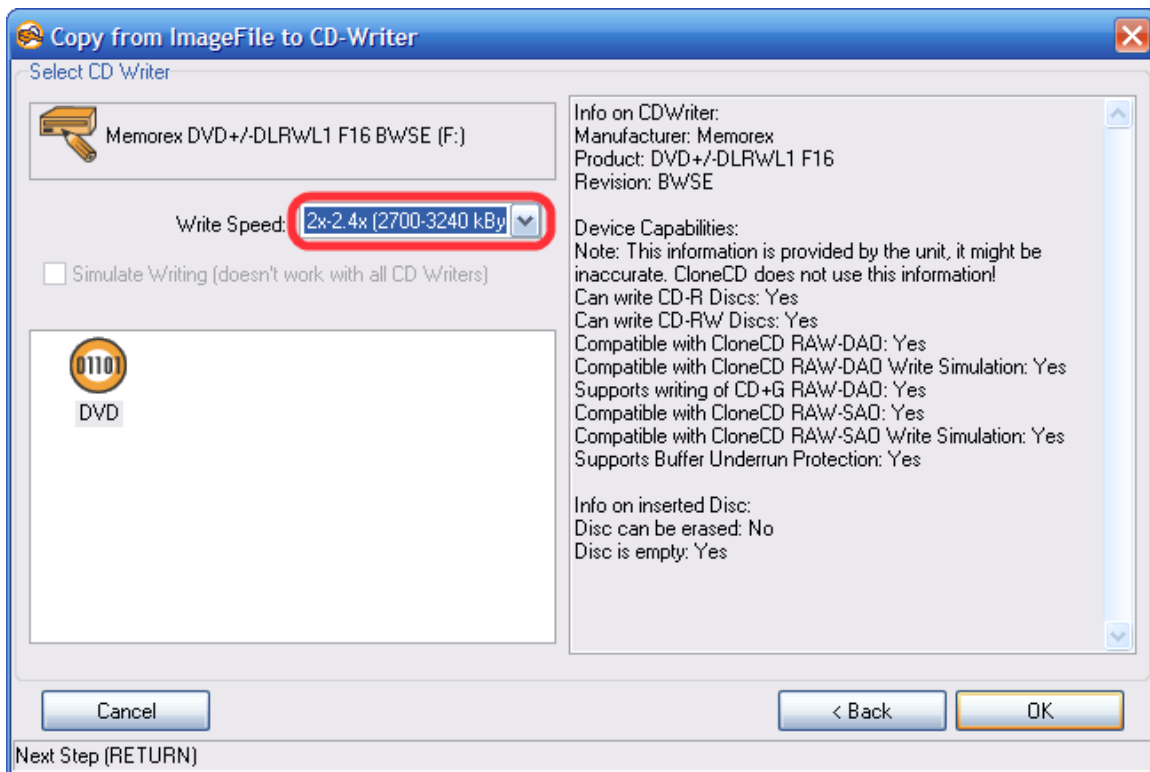 Copy from ImageFile to CD-Writer
Select CD Writer
Memorex DVD+/-DLRWL1 F16 BWSE (F:)
Write Speed: 2x-2.4x (2700-3240 kBy
Simulate Writing (doesn't work with all CD Writers)
01101
DVD
Info on CDWriter:
Manufacturer: Memorex
Product: DVD+/-DLRWL1 F16
Revision: BWSE
Device Capabilities:
Note: This information is provided by the unit, it might be
inaccurate. CloneCD does not use this information!
Can write CD-R Discs: Yes
Can write CD-RW Discs: Yes
Compatible with CloneCD RAW-DAO: Yes
Compatible with CloneCD RAW-DAO Write Simulation: Yes
Supports writing of CD+G RAW-DAO: Yes
Compatible with CloneCD RAW-SAO: Yes
Compatible with CloneCD RAW-SAO Write Simulation: Yes
Supports Buffer Underrun Protection: Yes
Info on inserted Disc:
Disc can be erased: No
Disc is empty: Yes
Cancel
< Back
OK
Next Step (RETURN)